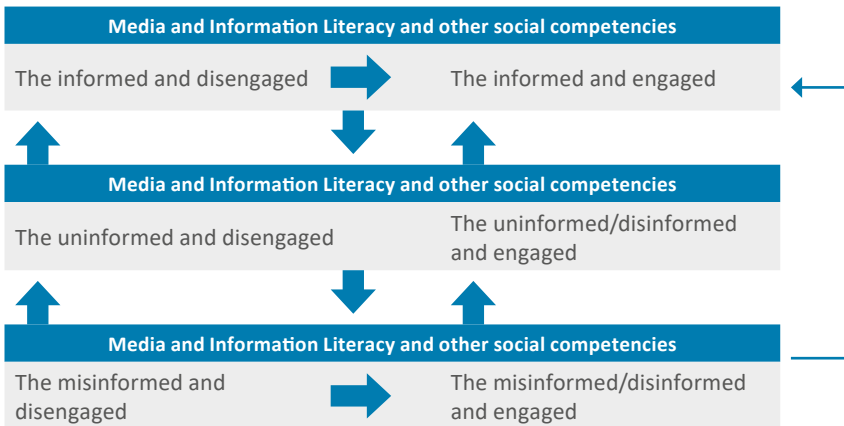 Media and Information Literacy and other social competencies
The informed and disengaged
The informed and engaged
Media and Information Literacy and other social competencies
The uninformed and disengaged
The uninformed/disinformed
and engaged
Media and Information Literacy and other social competencies
The misinformed and
disengaged
The misinformed/disinformed
and engaged